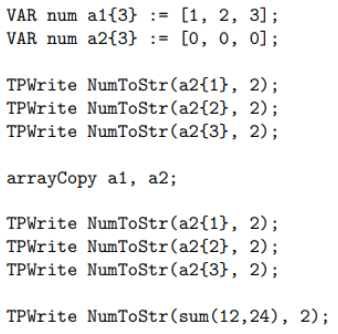 VAR num a1{3} := [1, 2, 3];
VAR num a2{3} := [0, 0, 0];
TPWrite NumToStr(a2{1}, 2);
TPWrite NumToStr(a2{2}, 2);
TPWrite NumToStr(a2{3}, 2);
arrayCopy a1, a2;
TPWrite NumToStr(a2{1}, 2);
TPWrite NumToStr(a2{2}, 2);
TPWrite NumToStr(a2{3}, 2);
TPWrite NumToStr(sum(12,24), 2);